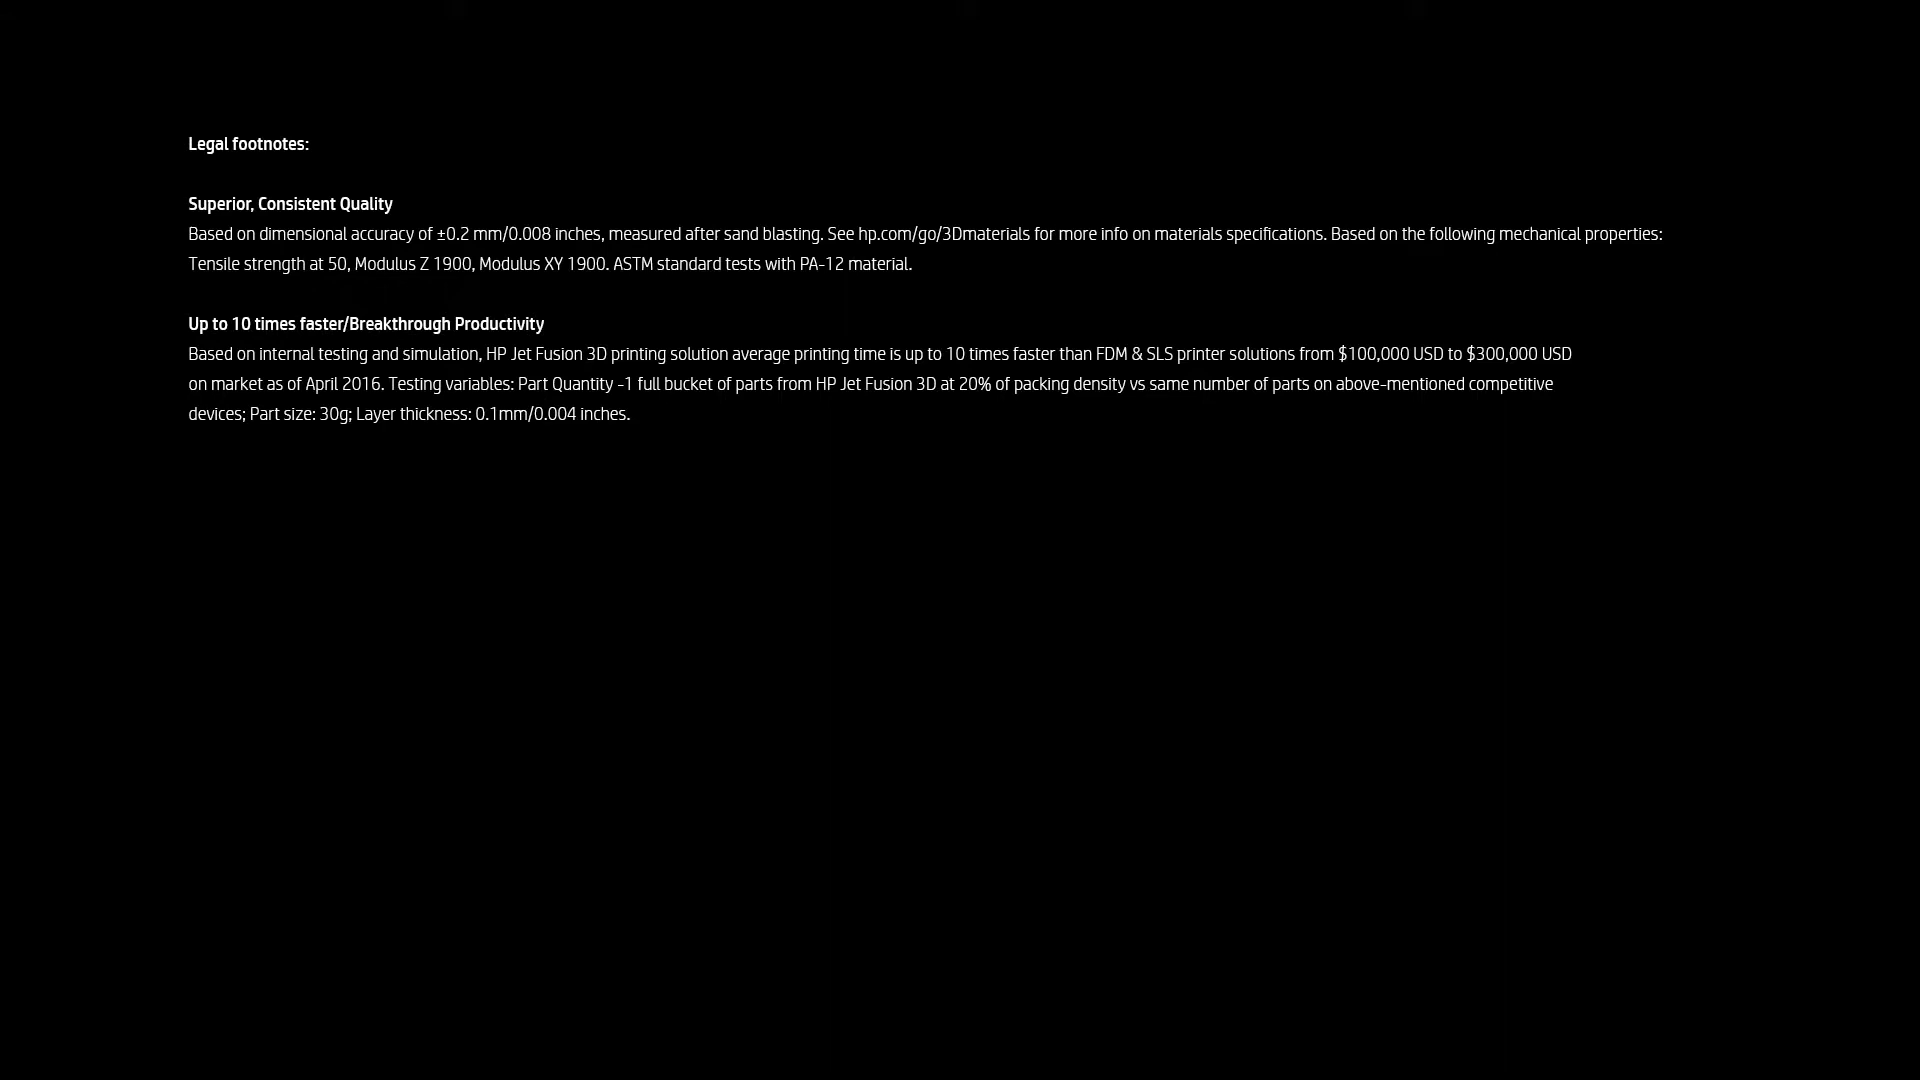 Legal footnotes:
Superior, Consistent Quality
Based on dimensional accuracy of ±0.2 mm/0.008 inches, measured after sand blasting. See hp.com/go/3Dmaterials for more info on materials specifications. Based on the following mechanical properties:
Tensile strength at 50, Modulus Z 1900, Modulus XY 1900. ASTM standard tests with PA-12 material.
Up to 10 times faster/Breakthrough Productivity
Based on internal testing and simulation, HP Jet Fusion 3D printing solution average printing time is up to 10 times faster than FDM & SLS printer solutions from $100,000 USD to $300,000 USD
on market as of April 2016. Testing variables: Part Quantity -1 full bucket of parts from HP Jet Fusion 3D at 20% of packing density vs same number of parts on above-mentioned competitive
devices; Part size: 30g; Layer thickness: 0.1mm/0.004 inches.